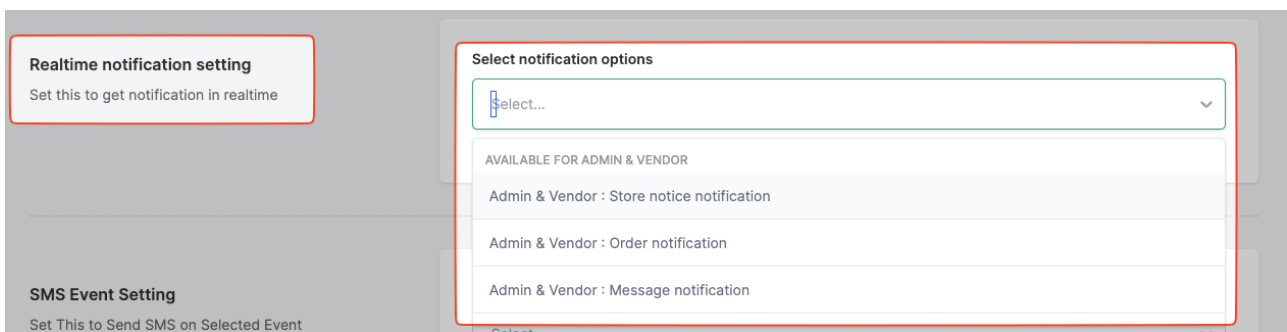 Realtime notification setting
Set this to get notification in realtime
Select notification options
Select...
AVAILABLE FOR ADMIN & VENDOR
Admin & Vendor : Store notice notification
Admin & Vendor : Order notification
Admin & Vendor : Message notification
SMS Event Setting
Set This to Send SMS on Selected Event